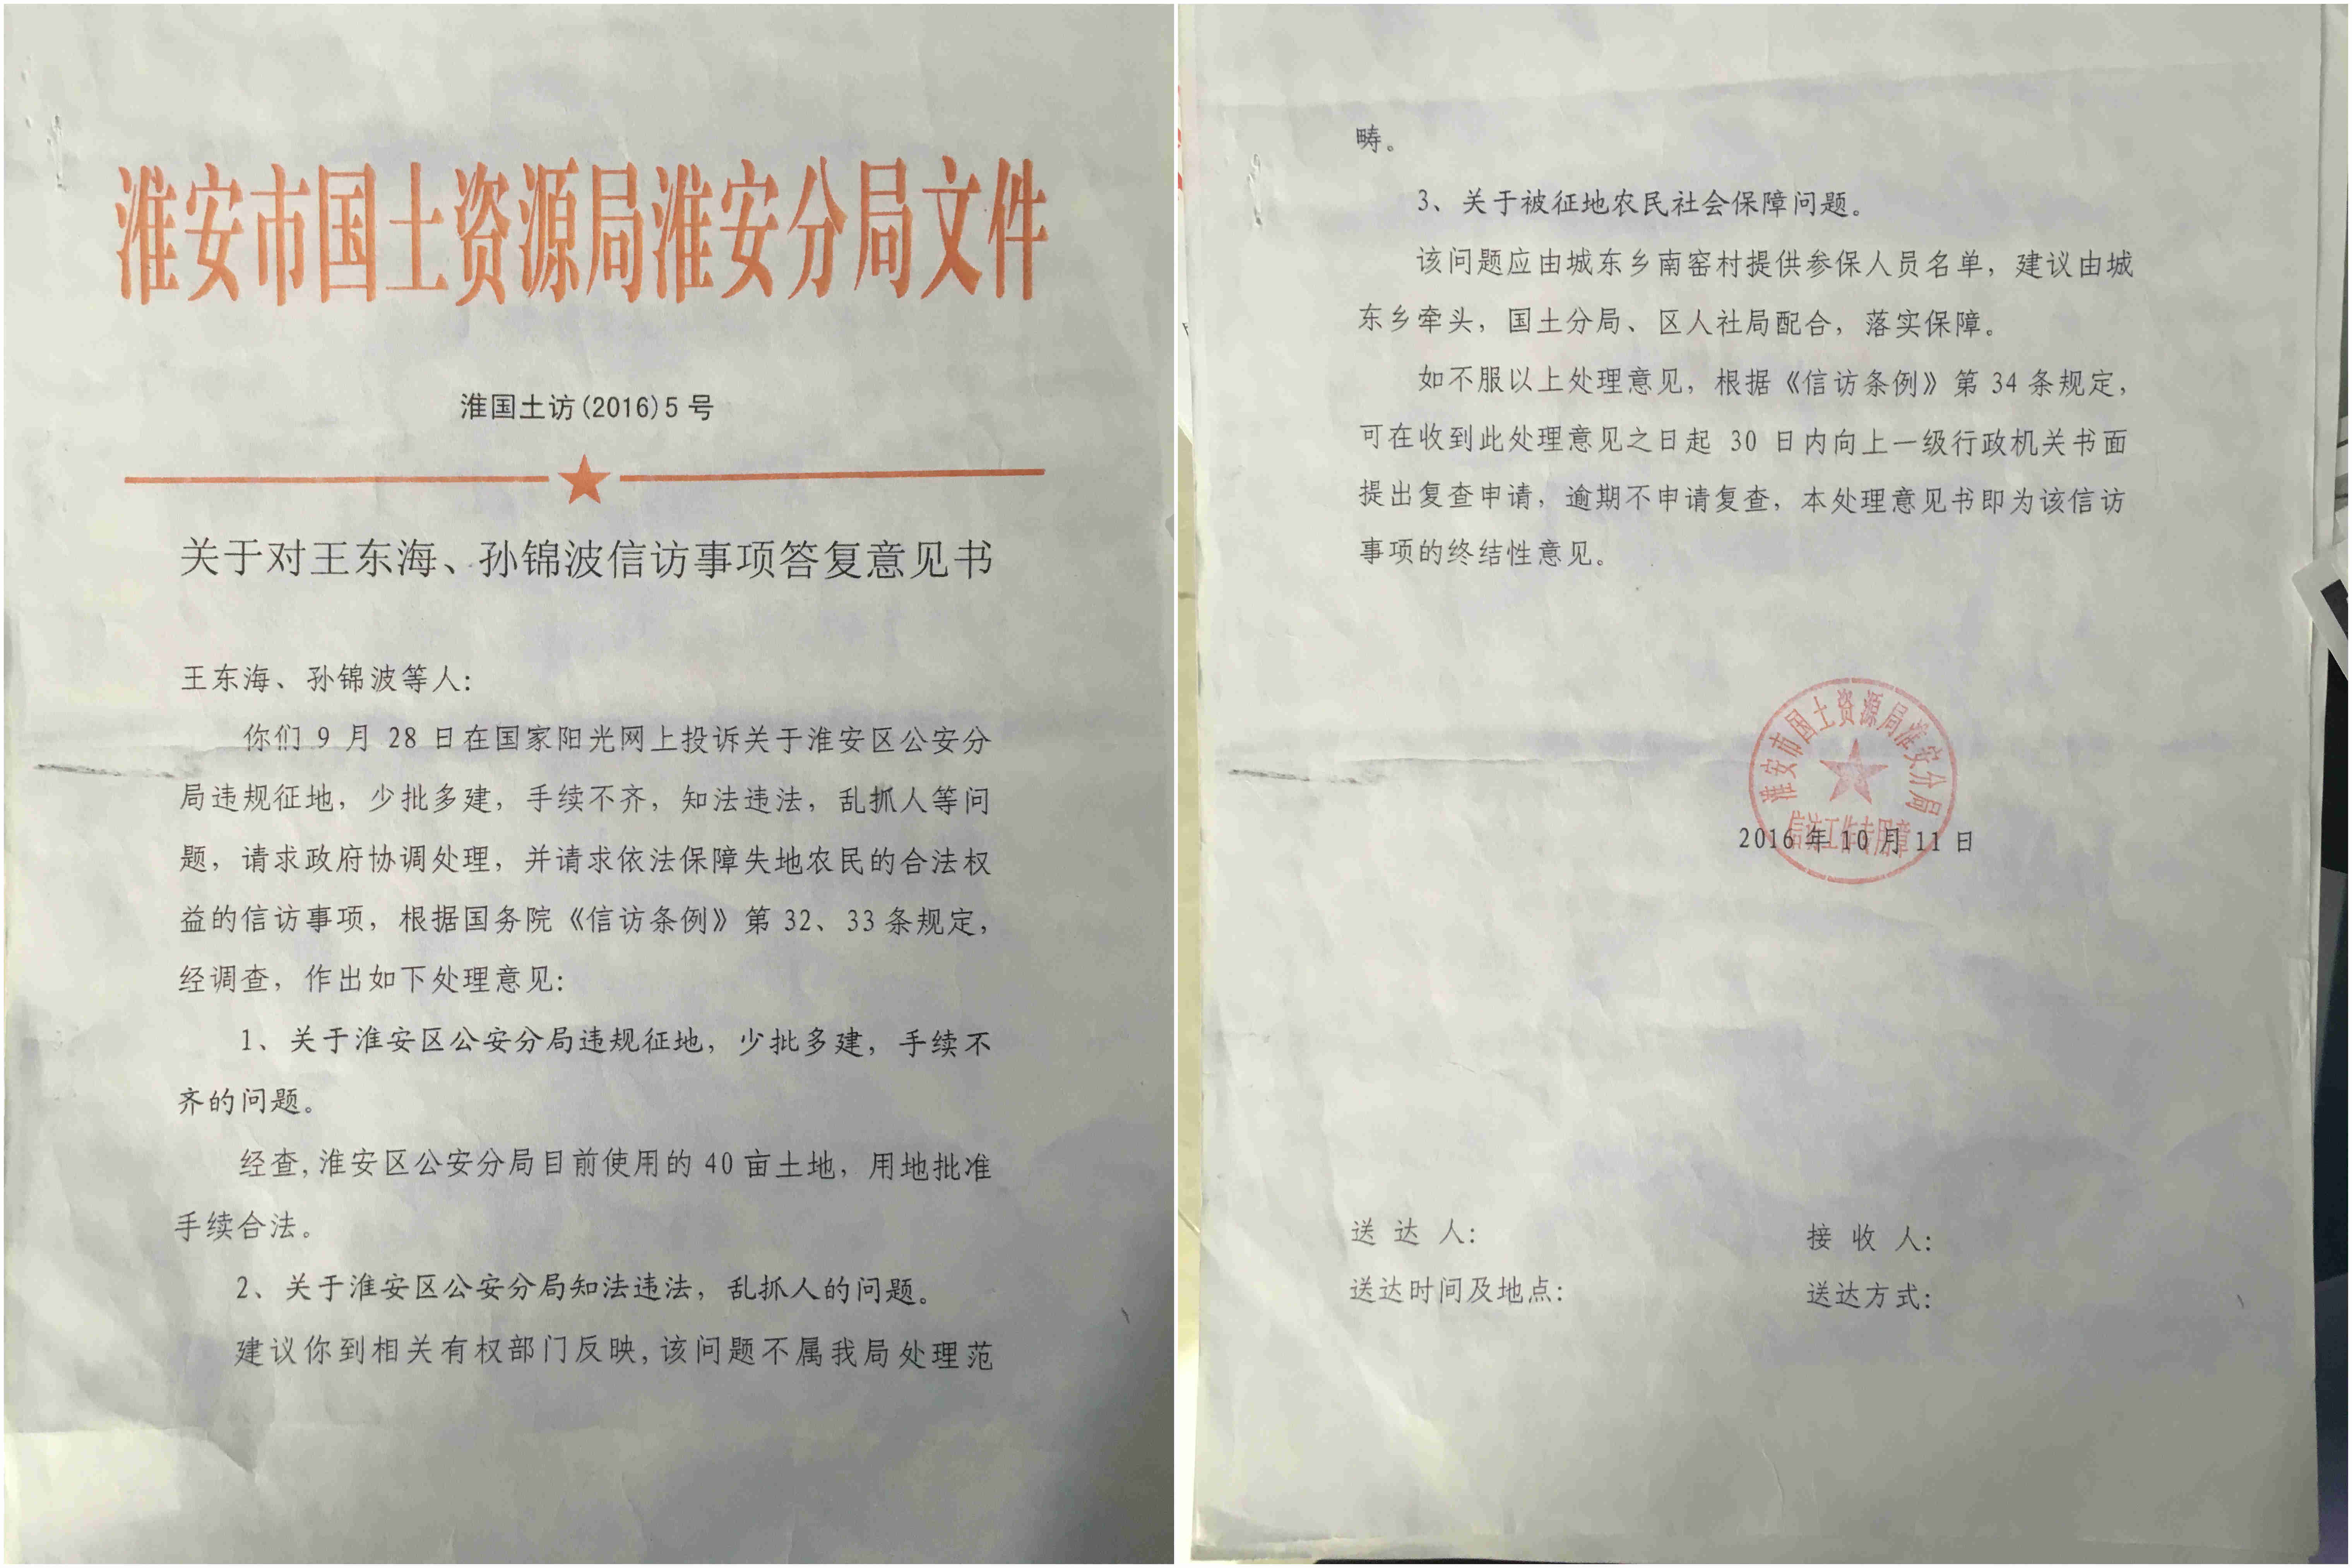 淮安市国土资源局淮安分局文件
淮国土访(2016)5号
关于对王东海、孙锦波信访事项答复意见书
王东海、孙锦波等人:
你们9月28日在国家阳光网上投诉关于淮安区公安分
局违规征地，少批多建，手续不齐，知法违法，乱抓人等问
题，请求政府协调处理，并请求依法保障失地农民的合法权
益的信访事项，根据国务院《信访条例》第32、33条规定，
经调查，作出如下处理意见:
1、关于淮安区公安分局违规征地，少批多建，手续不
齐的问题。
经查,淮安区公安分局目前使用的40亩土地，用地批准
手续合法。
2、关于淮安区公安分局知法违法，乱抓人的问题。
建议你到相关有权部门反映,该问题不属我局处理范
畴。
3、关于被征地农民社会保障问题。
该问题应由城东乡南窑村提供参保人员名单，建议由城
东乡牵头，国土分局、区人社局配合，落实保障。
如不服以上处理意见，根据《信访条例》第34条规定，
可在收到此处理意见之日起 30 日内向上一级行政机关书面
提出复查申请，逾期不申请复查，本处理意见书即为该信访
事项的终结性意见。
淮安市国土资源局淮安分局
信访工作专用章
2016年10月11日
送 达 人:
接 收 人:
送达时间及地点:
送达方式: